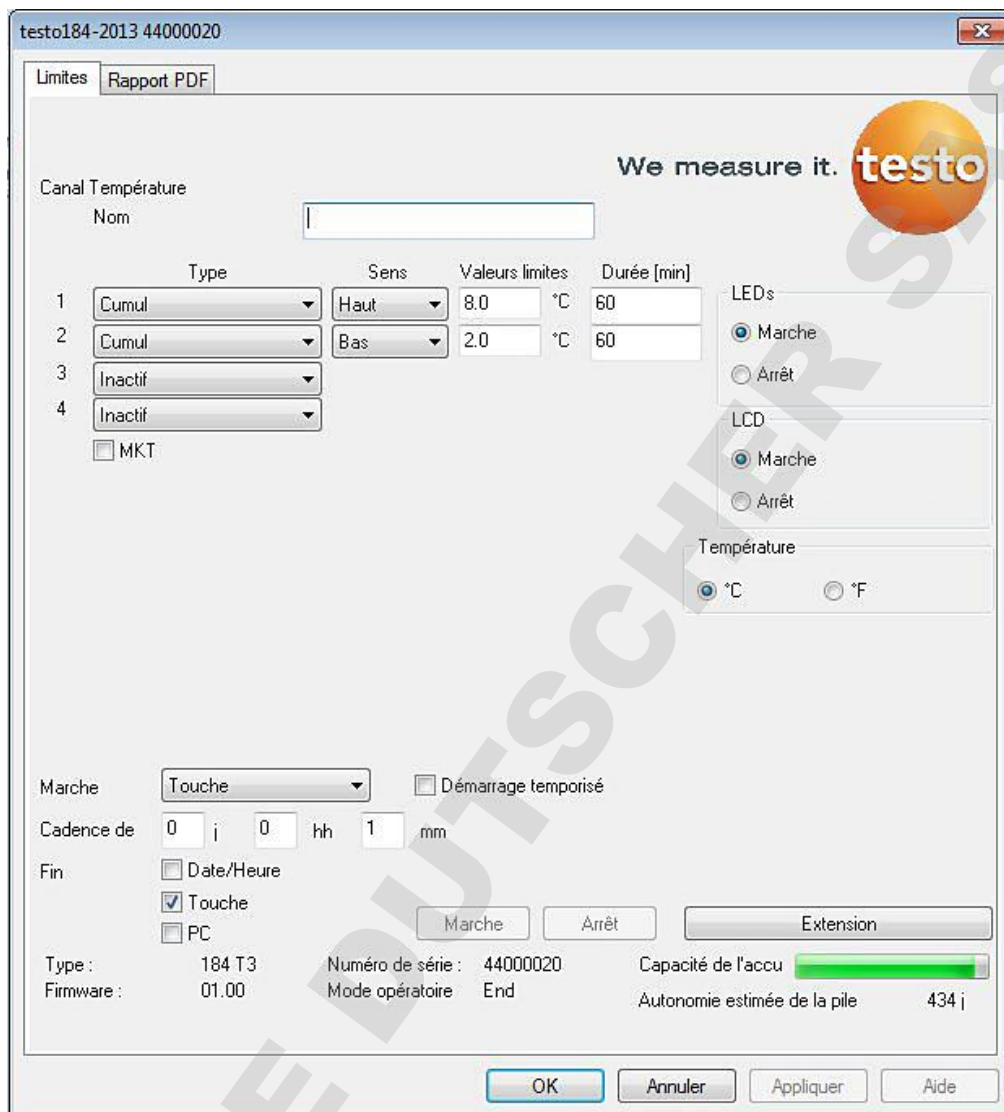 testo184-2013 44000020
Limites Rapport PDF
We measure it. testo
Canal Température
Nom
Type Sens Valeurs limites Durée [min]
1 Cumul Haut 8.0 °C 60
2 Cumul Bas 2.0 °C 60
3 Inactif
4 Inactif
MKT
LEDs
Marche
Arrêt
LCD
Marche
Arrêt
Température
°C °F
Marche Touche Démarrage temporisé
Cadence de 0 j 0 hh 1 mm
Fin Date/Heure
Touche
PC
Marche Arrêt Extension
Type : 184 T3 Numéro de série : 44000020 Capacité de l'accu
Firmware : 01.00 Mode opératoire End Autonomie estimée de la pile 434 j
OK Annuler Appliquer Aide
E DUTSCHER SAS